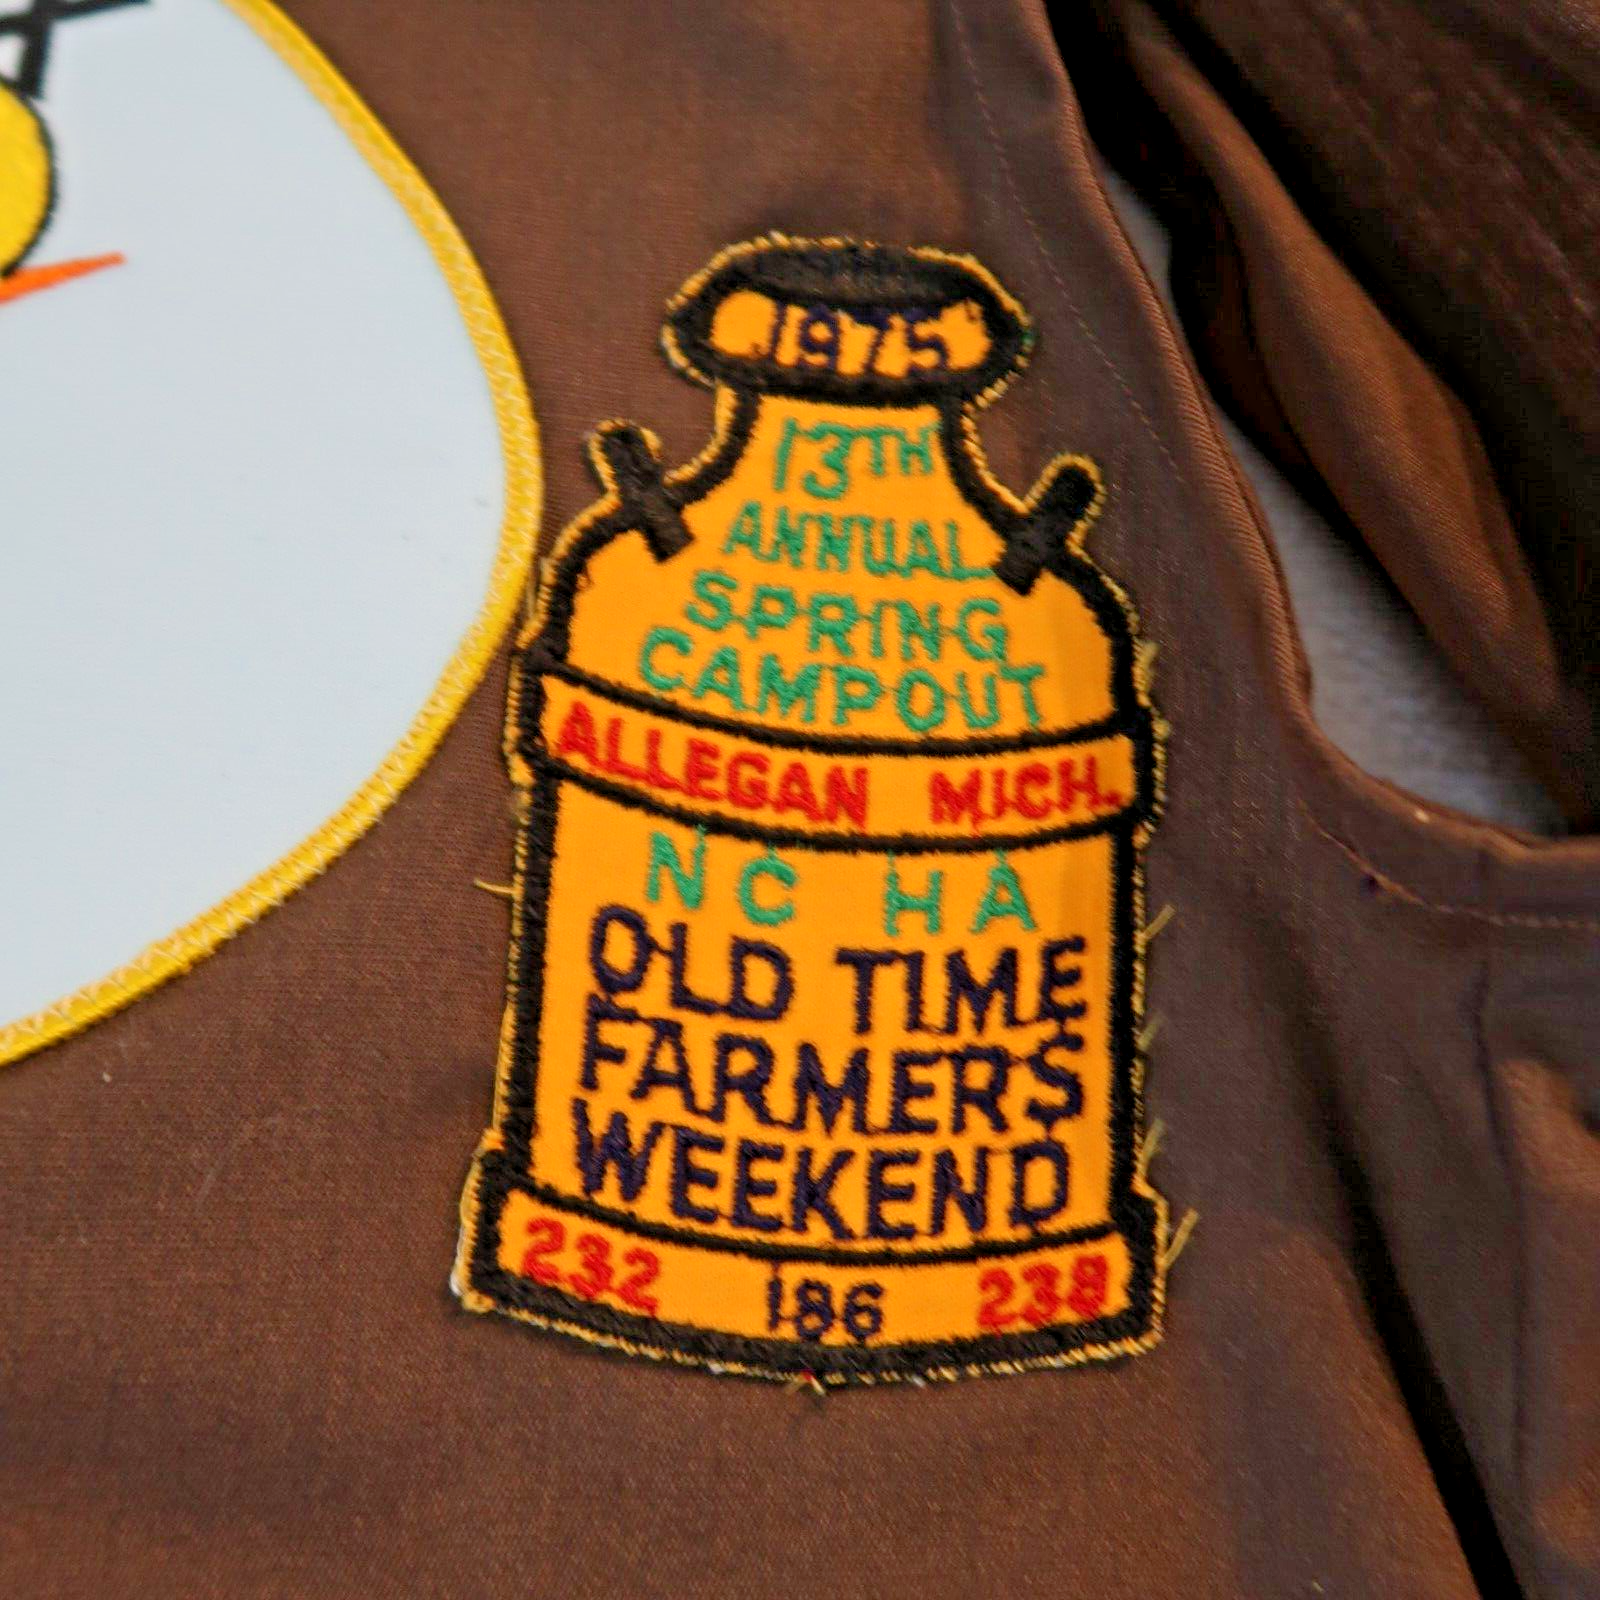 1975
13TH
ANNUAL
SPRING
CAMPOUT
ALLEGAN MICH.
NC HA
OLD TIME
FARMERS
WEEKEND
232 186 238